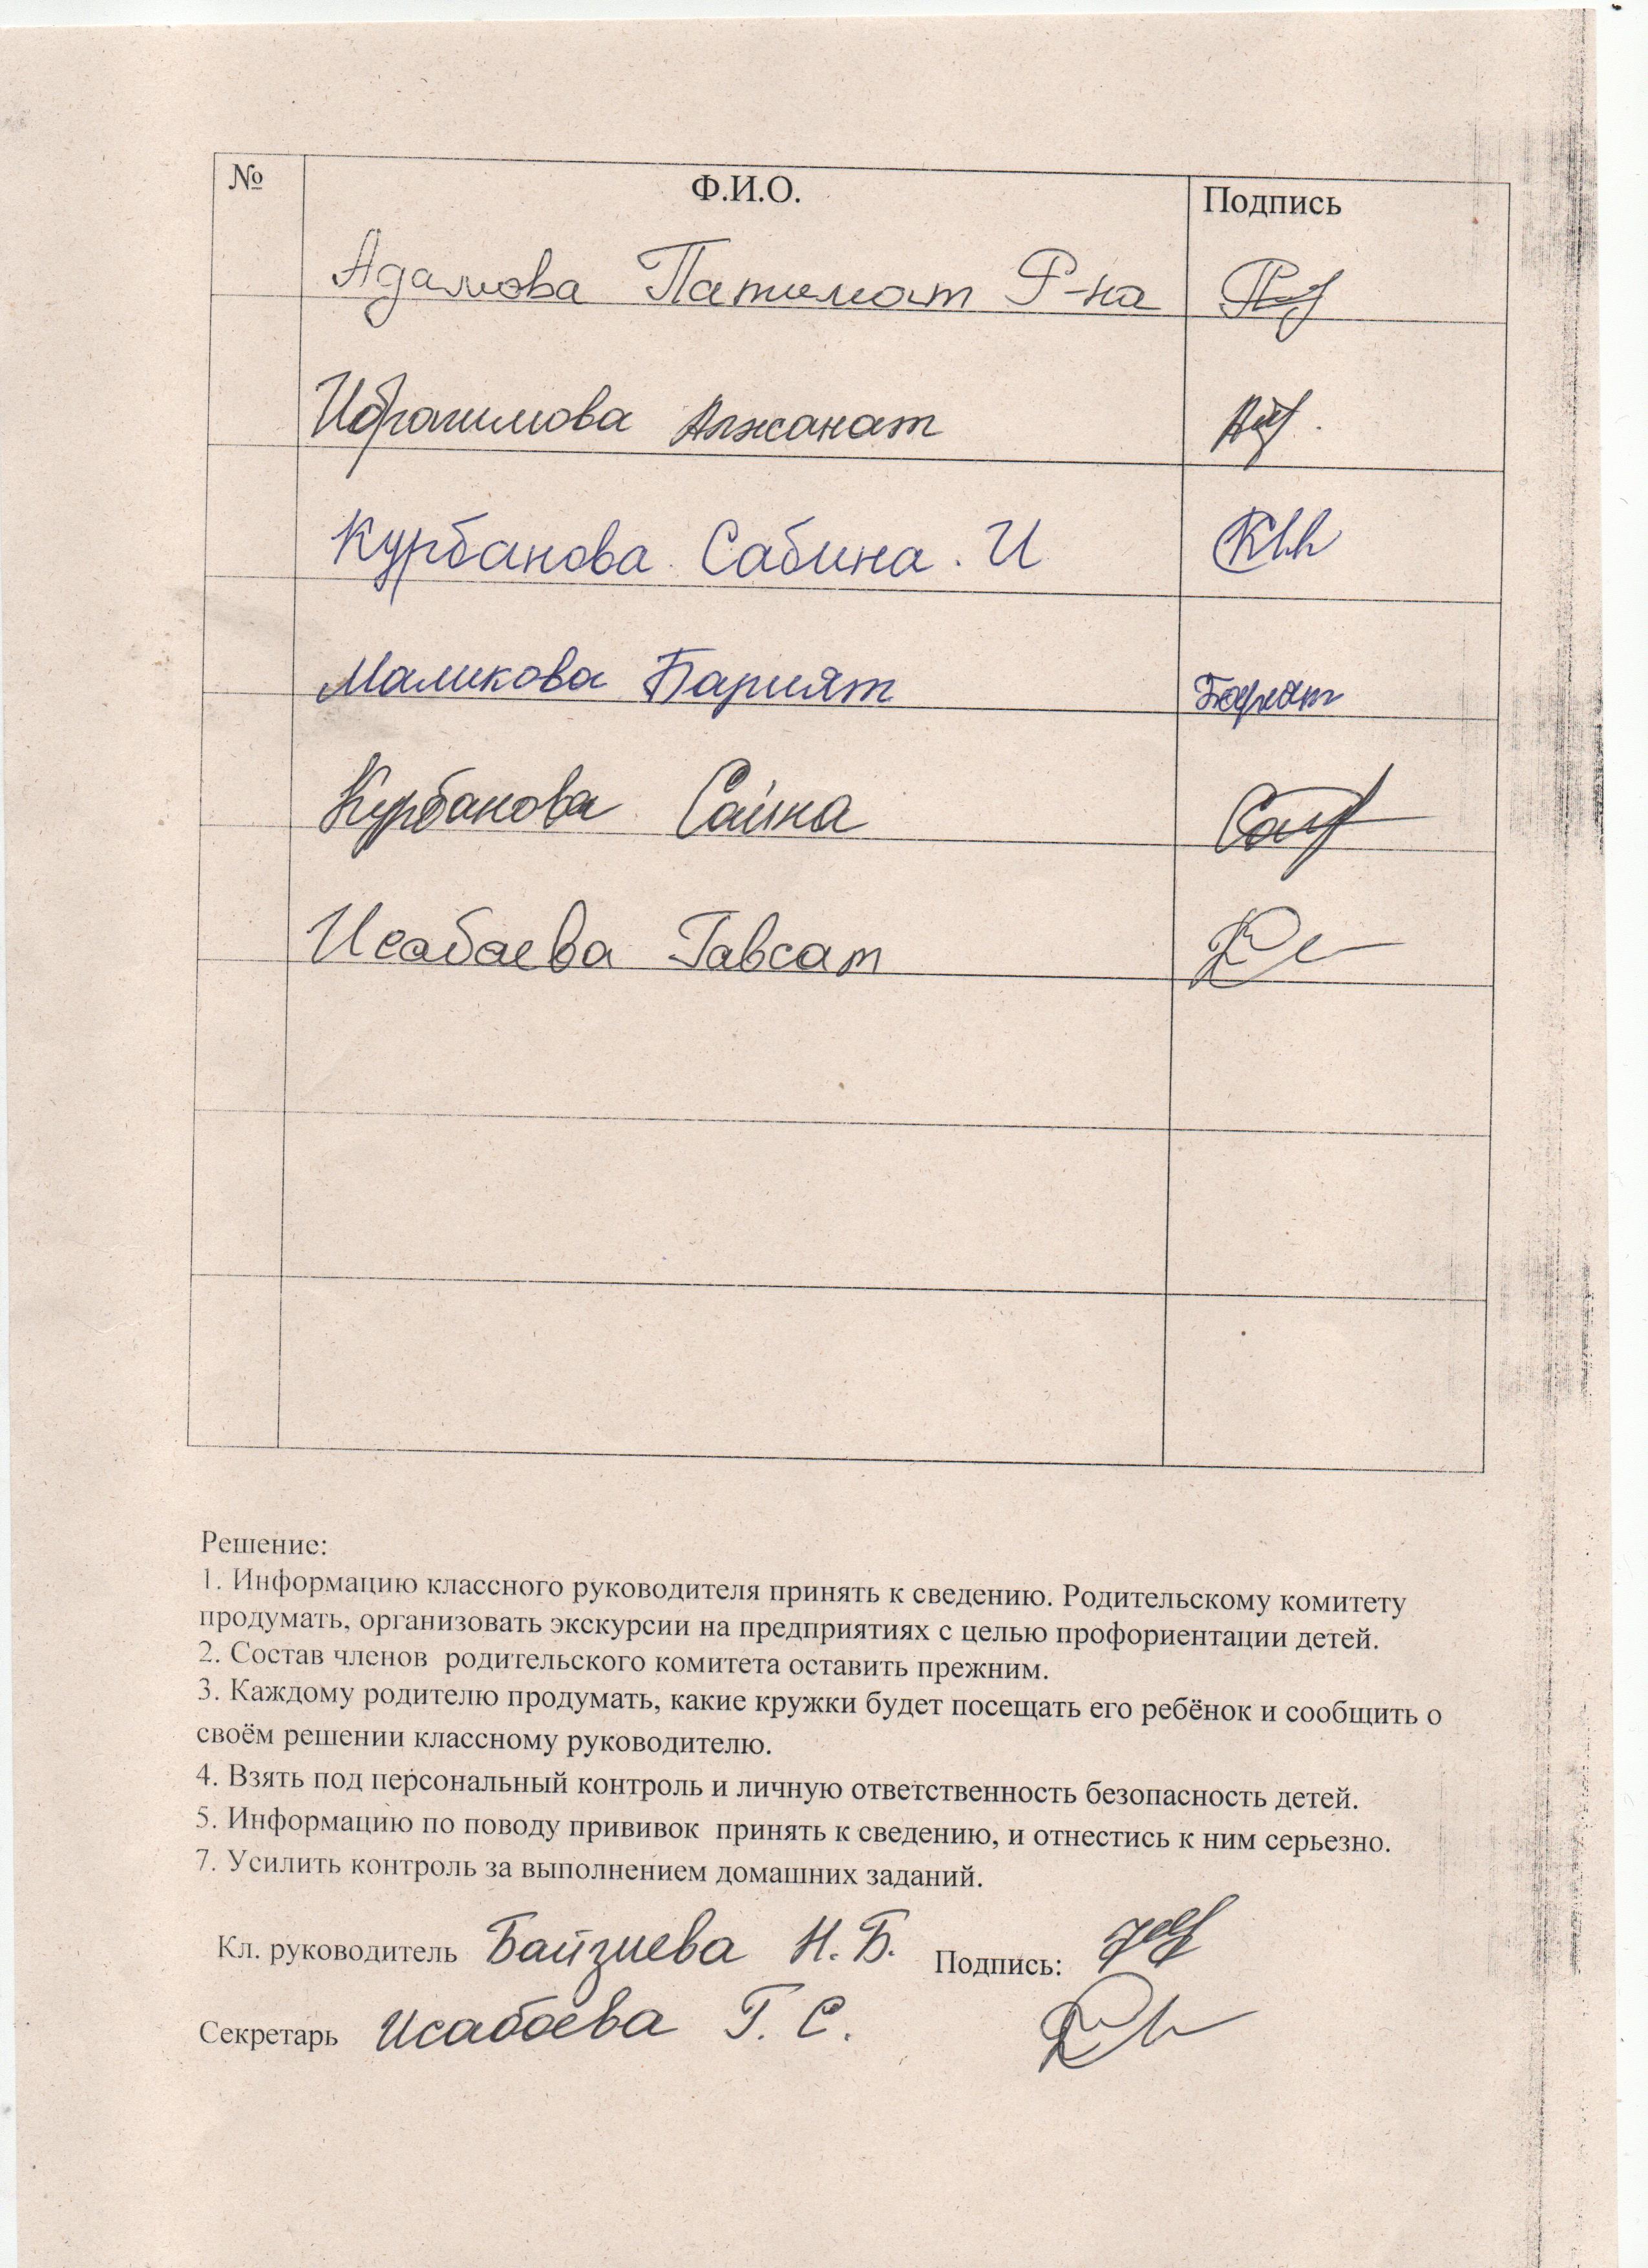 № Ф.И.О. Подпись
Адамова Патимат Р-на
Ибрагимова Алжанат
Курбанова Сабина. И
Маликова Барият
Курбанова Саина
Исабаева Гавсат
Решение:
1. Информацию классного руководителя принять к сведению. Родительскому комитету
продумать, организовать экскурсии на предприятиях с целью профориентации детей.
2. Состав членов родительского комитета оставить прежним.
3. Каждому родителю продумать, какие кружки будет посещать его ребёнок и сообщить о
своём решении классному руководителю.
4. Взять под персональный контроль и личную ответственность безопасность детей.
5. Информацию по поводу прививок принять к сведению, и отнестись к ним серьезно.
7. Усилить контроль за выполнением домашних заданий.
Кл. руководитель Байзиева Н.Б. Подпись:
Секретарь Исабаева Г. С.